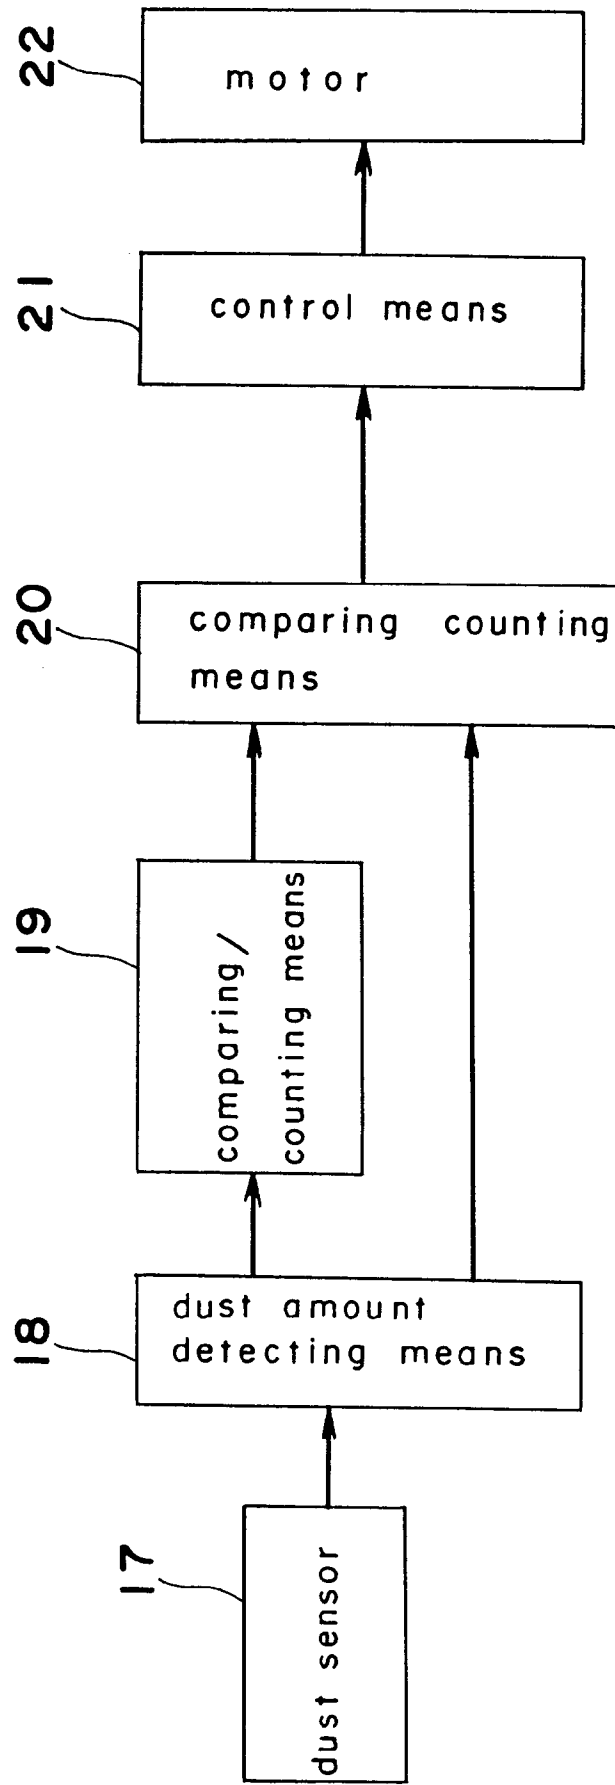 22
motor
21
control means
20
comparing counting
means
19
comparing/
counting means
18
dust amount
detecting means
17
dust sensor